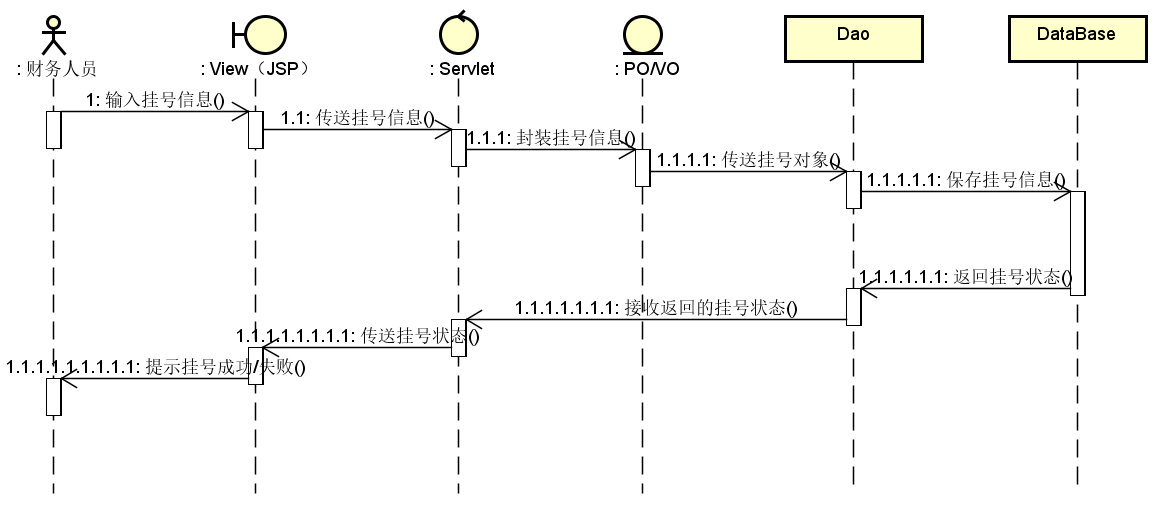 : 财务人员
: View（JSP）
: Servlet
: PO/VO
Dao
DataBase
1: 输入挂号信息()
1.1: 传送挂号信息()
1.1.1: 封装挂号信息()
1.1.1.1: 传送挂号对象()
1.1.1.1.1: 保存挂号信息()
1.1.1.1.1.1: 返回挂号状态()
1.1.1.1.1.1.1: 接收返回的挂号状态()
1.1.1.1.1.1.1.1: 传送挂号状态()
1.1.1.1.1.1.1.1.1: 提示挂号成功/失败()